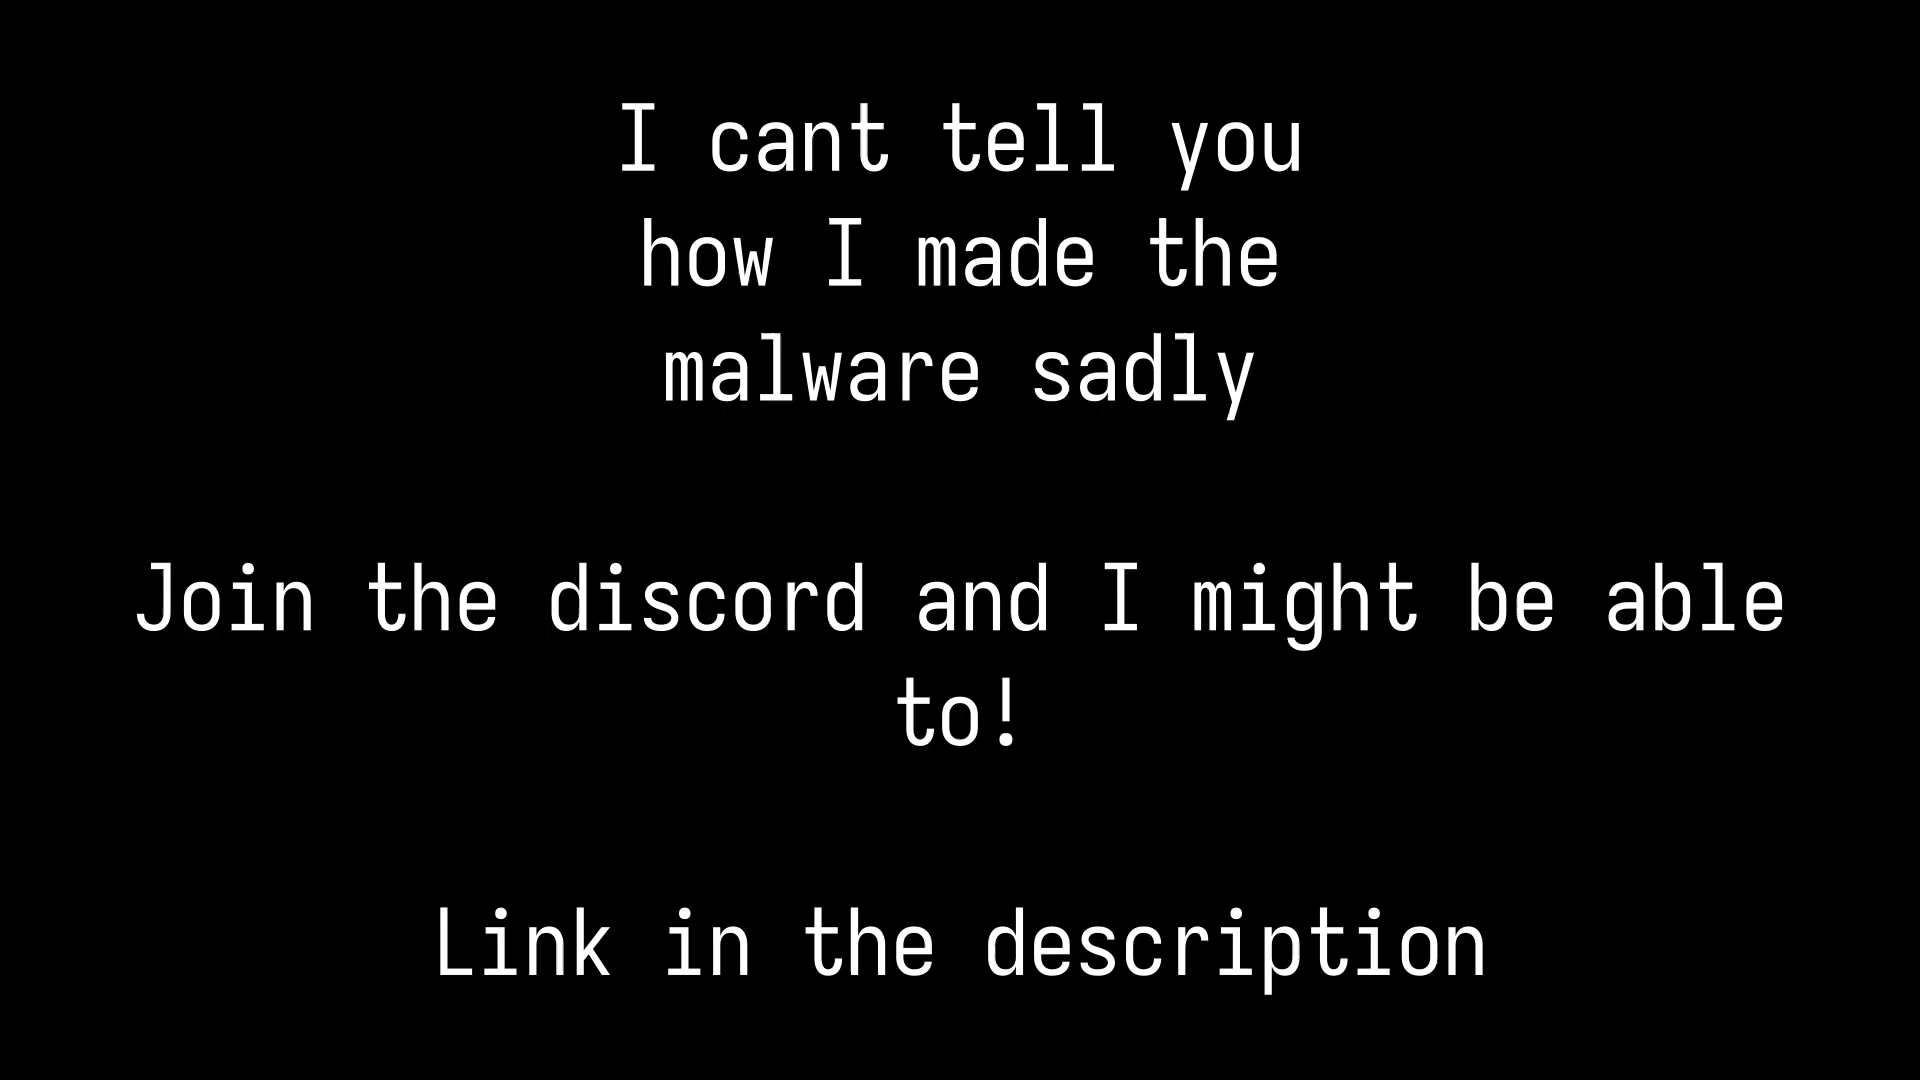 I cant tell you
how I made the
malware sadly
Join the discord and I might be able
to!
Link in the description